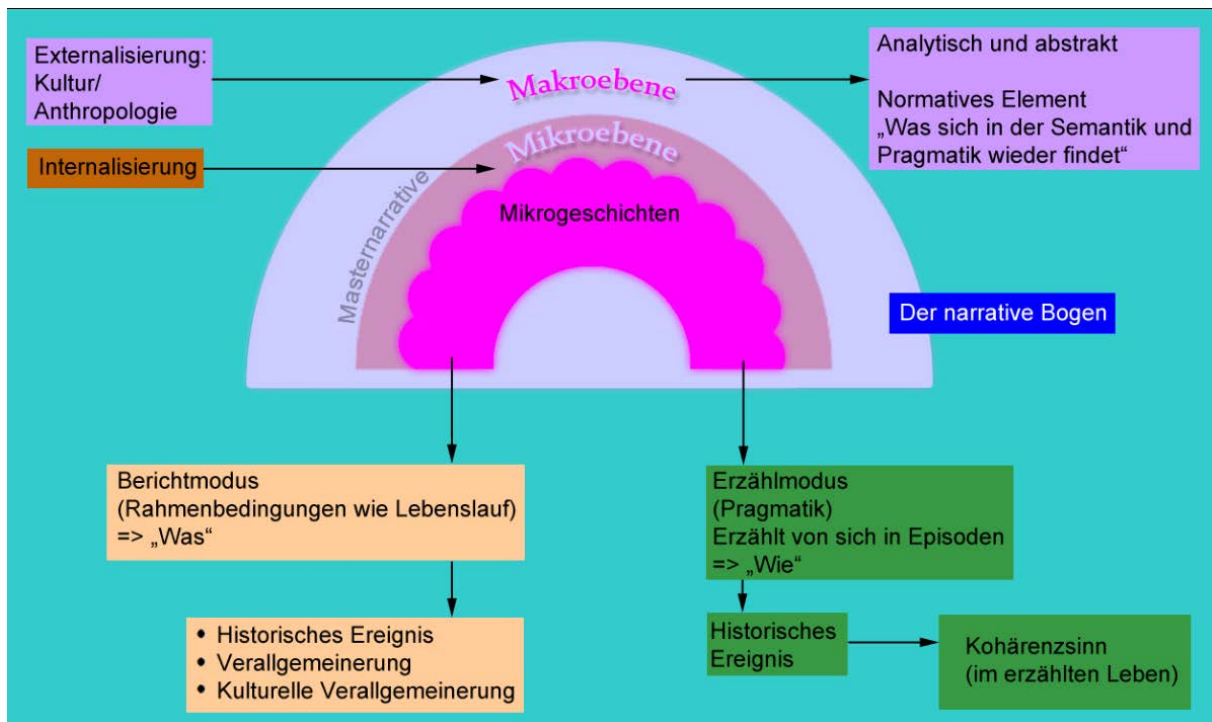 Externalisierung:
Kultur/
Anthropologie
Makroebene
Analytisch und abstrakt
Normatives Element
„Was sich in der Semantik und
Pragmatik wieder findet“
Internalisierung
Mikroebene
Masternarrative
Mikrogeschichten
Der narrative Bogen
Berichtmodus
(Rahmenbedingungen wie Lebenslauf)
=> „Was“
Erzählmodus
(Pragmatik)
Erzählt von sich in Episoden
=> „Wie“
• Historisches Ereignis
• Verallgemeinerung
• Kulturelle Verallgemeinerung
Historisches
Ereignis
Kohärenzsinn
(im erzählten Leben)